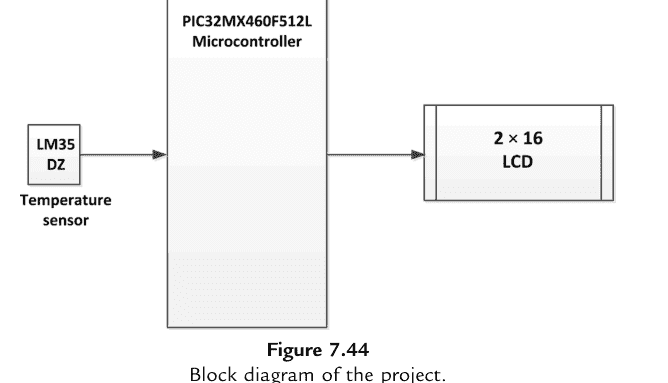 PIC32MX460F512L
Microcontroller
LM35
DZ
Temperature
sensor
2 × 16
LCD
Figure 7.44
Block diagram of the project.